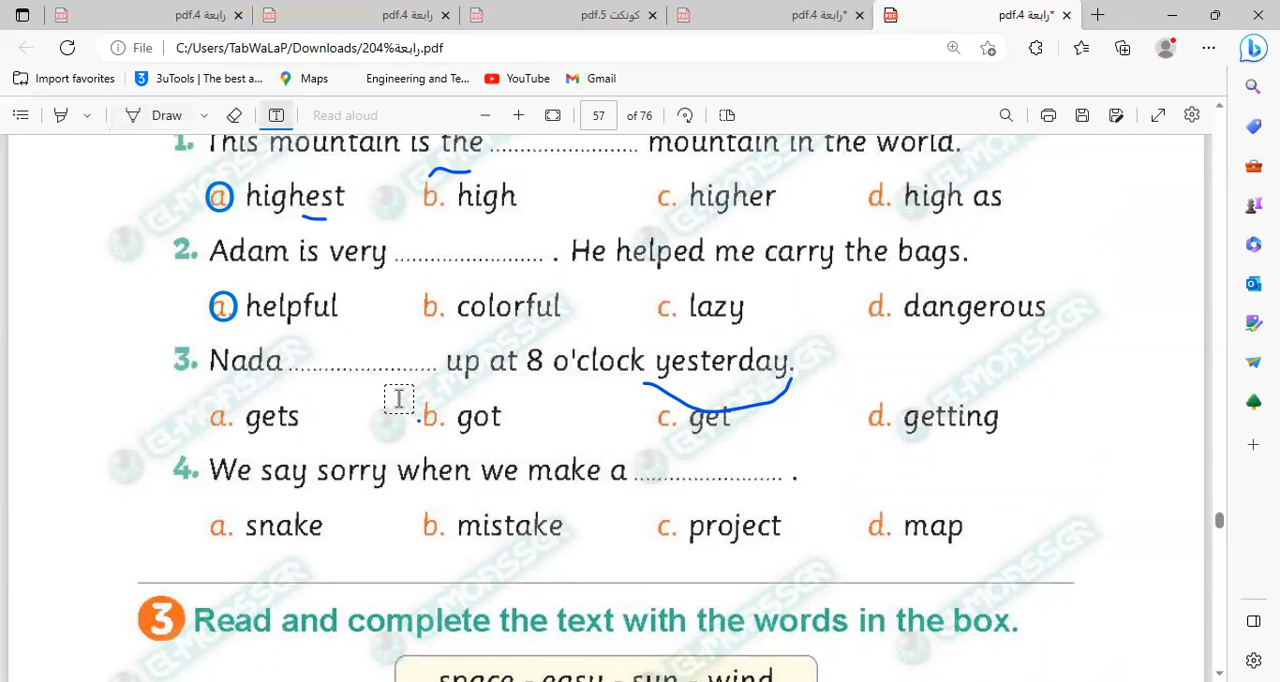 رابعة 4.pdf
رابعة 4.pdf
كونكت 5.pdf
*رابعة 4.pdf
*رابعة 4.pdf
File C:/Users/TabWaLaP/Downloads/204%رابعة.pdf
Import favorites
3uTools | The best a...
Maps
Engineering and Te...
YouTube
Gmail
Draw
Read aloud
57 of 76
1. This mountain is the ........................ mountain in the world.
a. highest b. high c. higher d. high as
2. Adam is very ........................ . He helped me carry the bags.
a. helpful b. colorful c. lazy d. dangerous
3. Nada ........................ up at 8 o'clock yesterday.
a. gets b. got c. get d. getting
4. We say sorry when we make a ........................ .
a. snake b. mistake c. project d. map
3 Read and complete the text with the words in the box.
space - easy - sun - wind